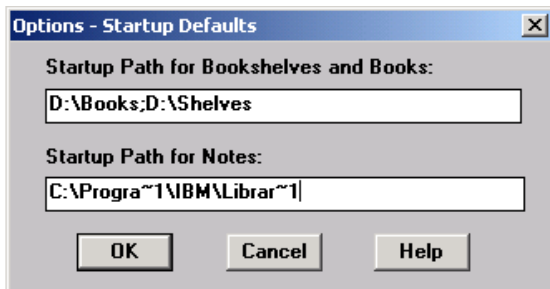 Options - Startup Defaults
Startup Path for Bookshelves and Books:
D:\Books;D:\Shelves
Startup Path for Notes:
C:\Progra~1\IBM\Librar~1
OK Cancel Help